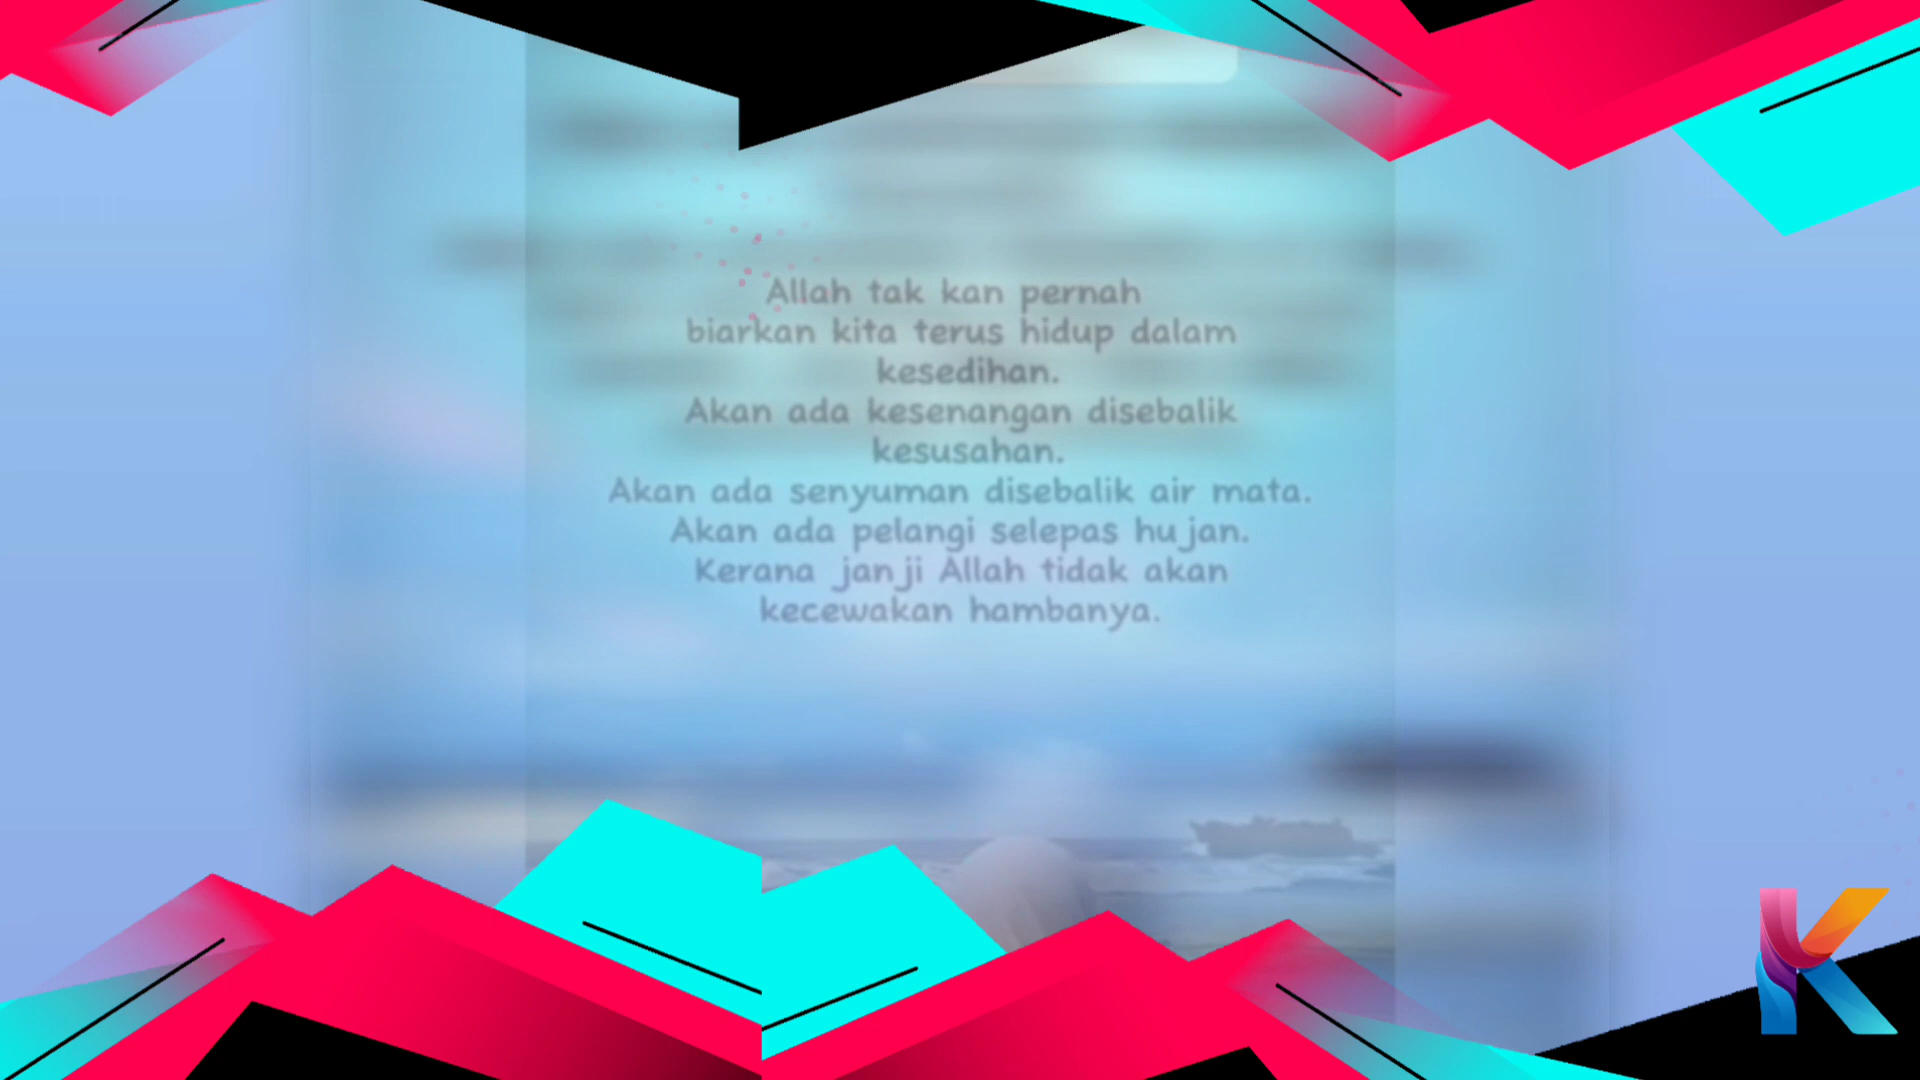 Allah tak kan pernah
biarkan kita terus hidup dalam
kesedihan.
Akan ada kesenangan disebalik
kesusahan.
Akan ada senyuman disebalik air mata.
Akan ada pelangi selepas hujan.
Kerana janji Allah tidak akan
kecewakan hambanya.
K